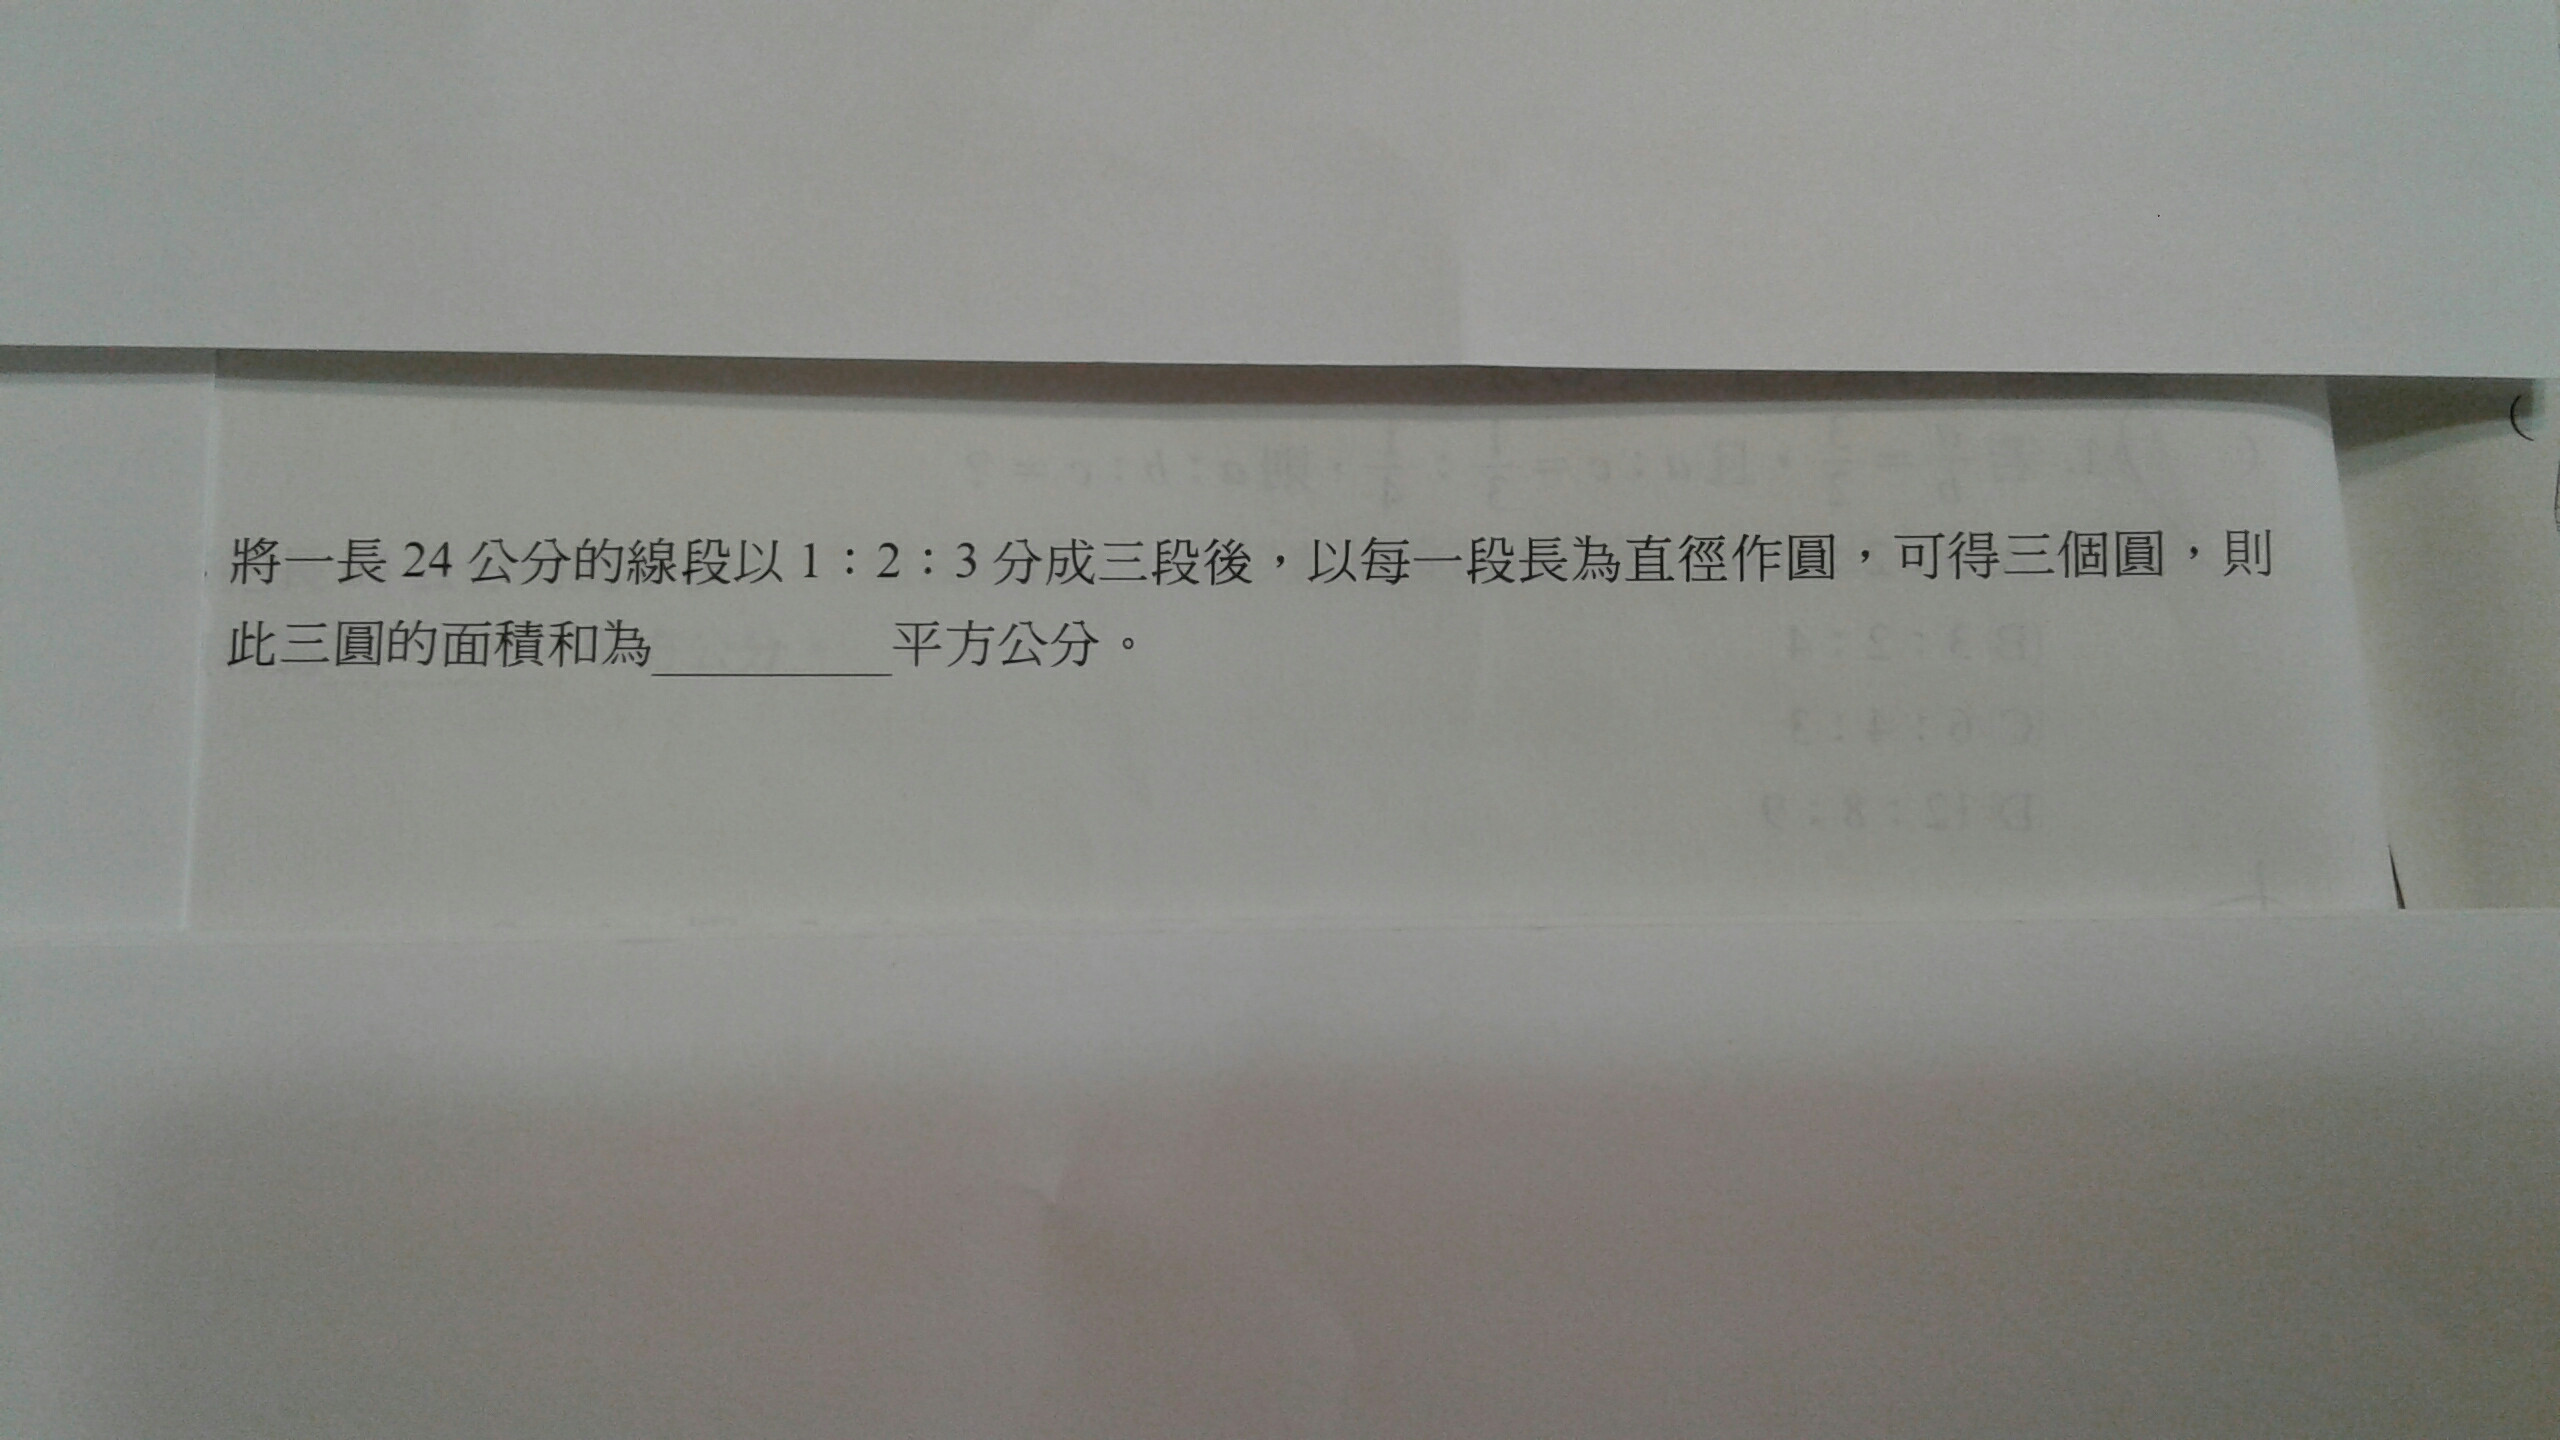 將一長 24 公分的線段以 1：2：3 分成三段後，以每一段長為直徑作圓，可得三個圓，則
此三圓的面積和為________平方公分。